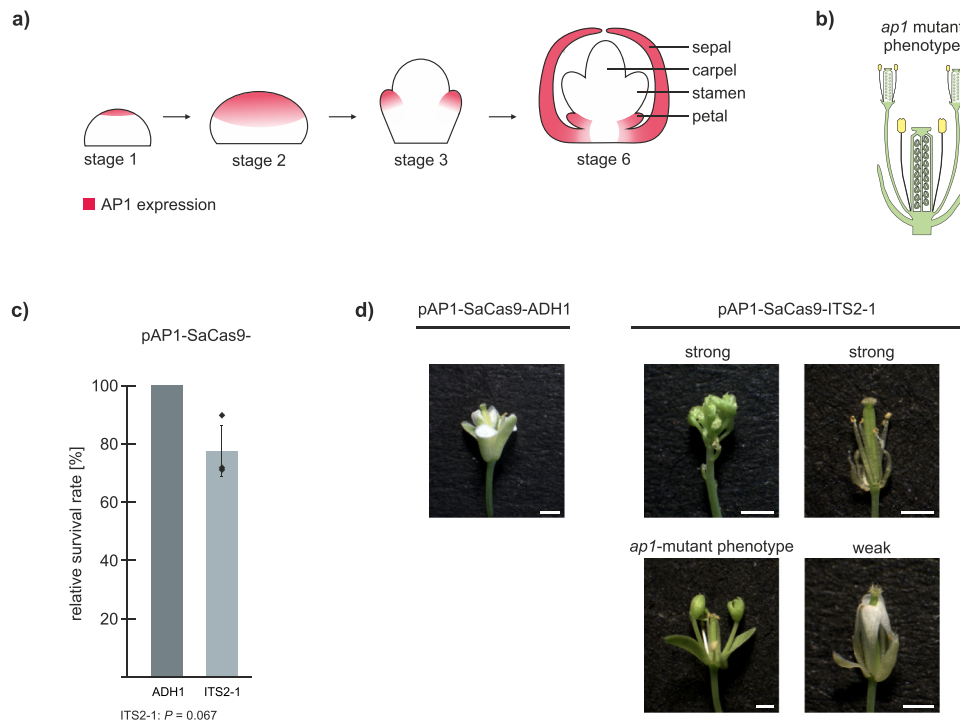 a)
sepal
carpel
stamen
petal
stage 1
stage 2
stage 3
stage 6
AP1 expression
b)
ap1 mutant
phenotype
c)
pAP1-SaCas9-
relative survival rate [%]
100
80
60
40
20
ADH1
ITS2-1
ITS2-1: P = 0.067
d)
pAP1-SaCas9-ADH1
pAP1-SaCas9-ITS2-1
strong
strong
ap1-mutant phenotype
weak